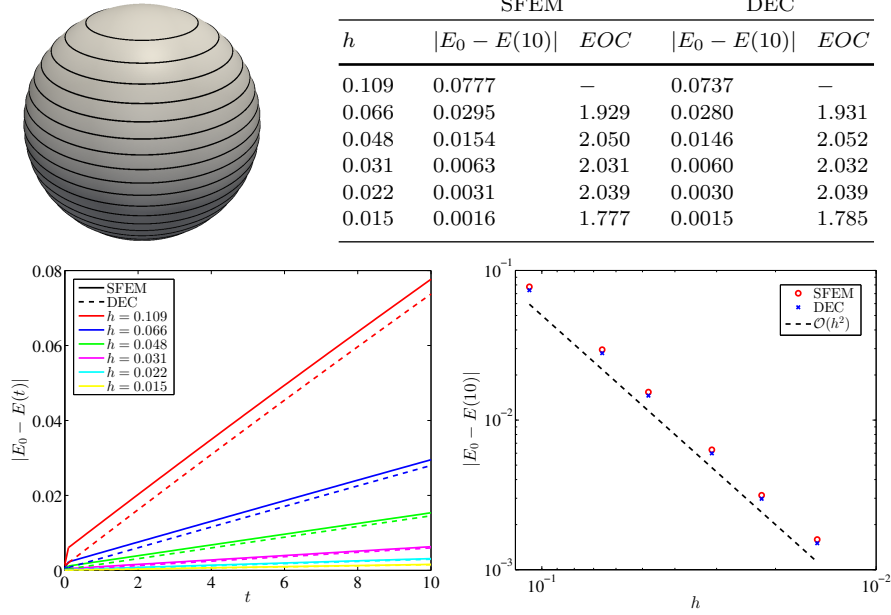 SFEM DEC
h |E₀ − E(10)| EOC |E₀ − E(10)| EOC
0.109 0.0777 − 0.0737 −
0.066 0.0295 1.929 0.0280 1.931
0.048 0.0154 2.050 0.0146 2.052
0.031 0.0063 2.031 0.0060 2.032
0.022 0.0031 2.039 0.0030 2.039
0.015 0.0016 1.777 0.0015 1.785
0.08
0.06
0.04
0.02
0
|E₀ − E(t)|
SFEM
DEC
h = 0.109
h = 0.066
h = 0.048
h = 0.031
h = 0.022
h = 0.015
0 2 4 6 8 10
t
10⁻¹
10⁻²
10⁻³
|E₀ − E(10)|
SFEM
DEC
𝒪(h²)
10⁻¹ 10⁻²
h